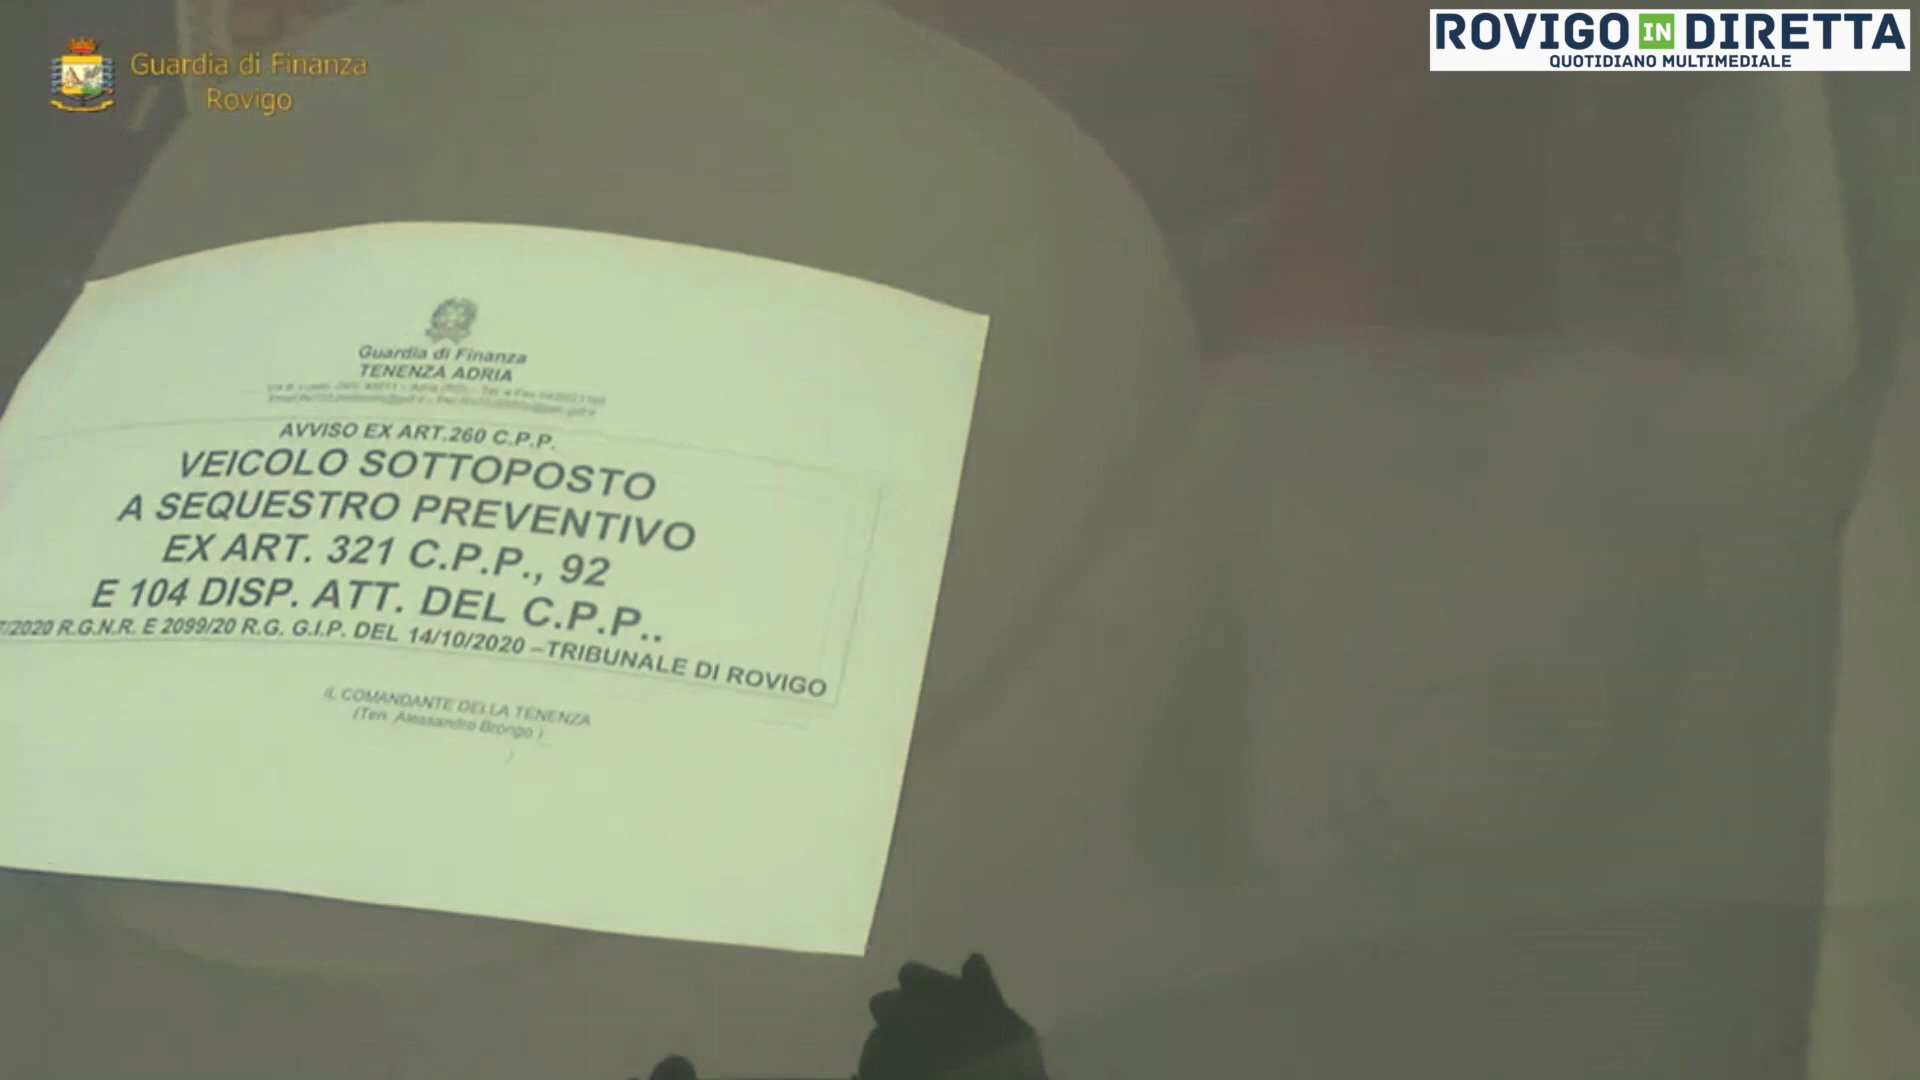 Guardia di Finanza
Rovigo
ROVIGO IN DIRETTA
QUOTIDIANO MULTIMEDIALE
Guardia di Finanza
TENENZA ADRIA
AVVISO EX ART.260 C.P.P.
VEICOLO SOTTOPOSTO
A SEQUESTRO PREVENTIVO
EX ART. 321 C.P.P., 92
E 104 DISP. ATT. DEL C.P.P..
/2020 R.G.N.R. E 2099/20 R.G. G.I.P. DEL 14/10/2020 –TRIBUNALE DI ROVIGO
IL COMANDANTE DELLA TENENZA
(Ten. Alessandro Brongo )